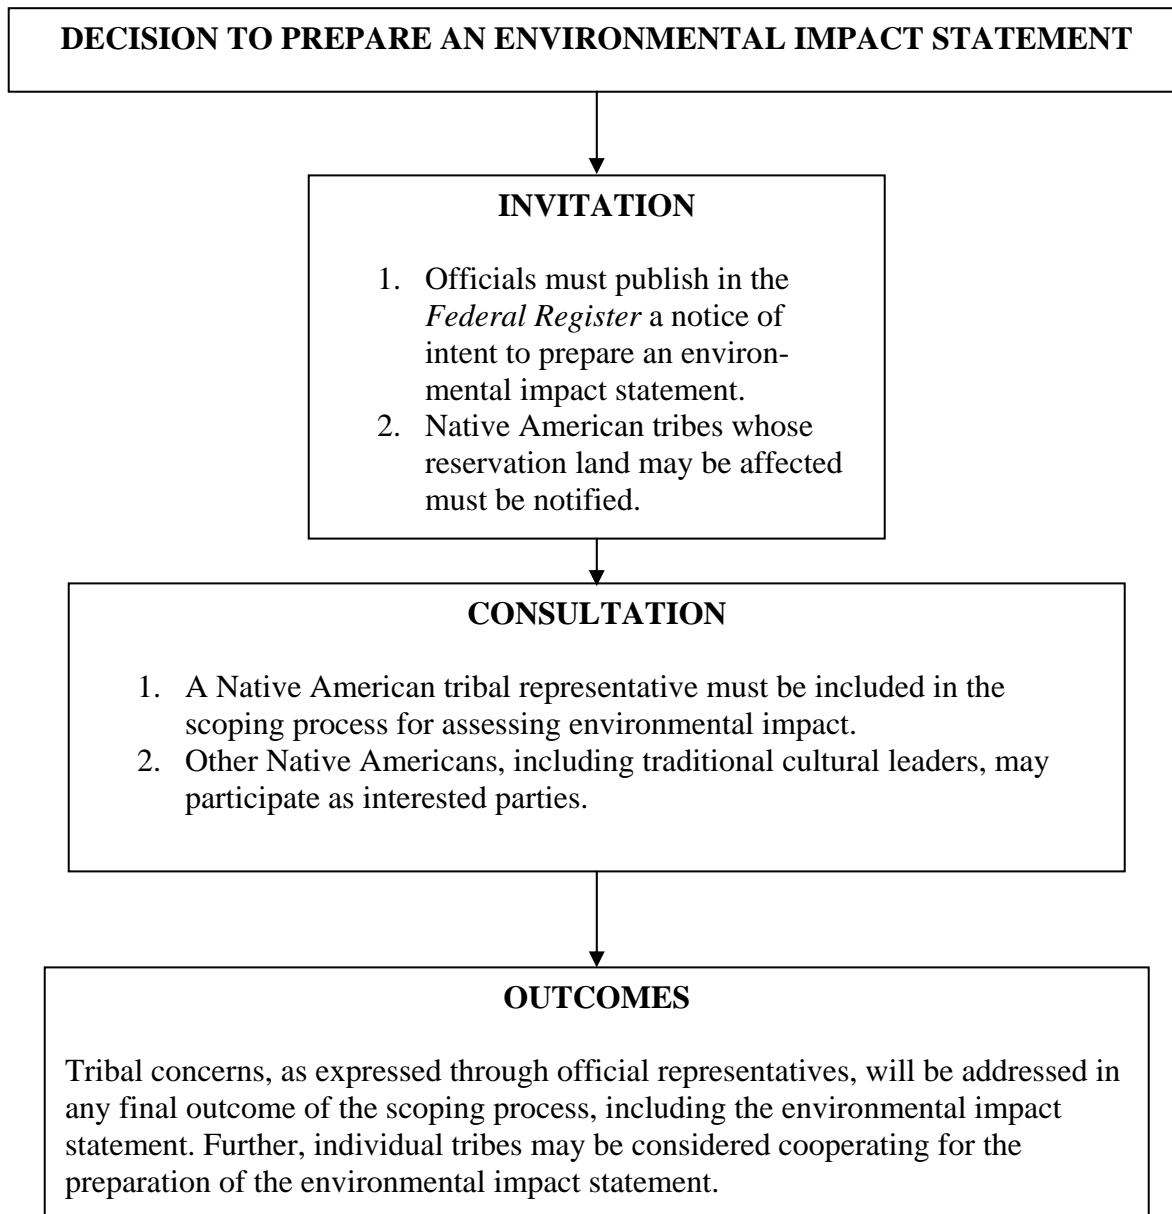 DECISION TO PREPARE AN ENVIRONMENTAL IMPACT STATEMENT
INVITATION
1. Officials must publish in the
Federal Register a notice of
intent to prepare an environ-
mental impact statement.
2. Native American tribes whose
reservation land may be affected
must be notified.
CONSULTATION
1. A Native American tribal representative must be included in the
scoping process for assessing environmental impact.
2. Other Native Americans, including traditional cultural leaders, may
participate as interested parties.
OUTCOMES
Tribal concerns, as expressed through official representatives, will be addressed in
any final outcome of the scoping process, including the environmental impact
statement. Further, individual tribes may be considered cooperating for the
preparation of the environmental impact statement.